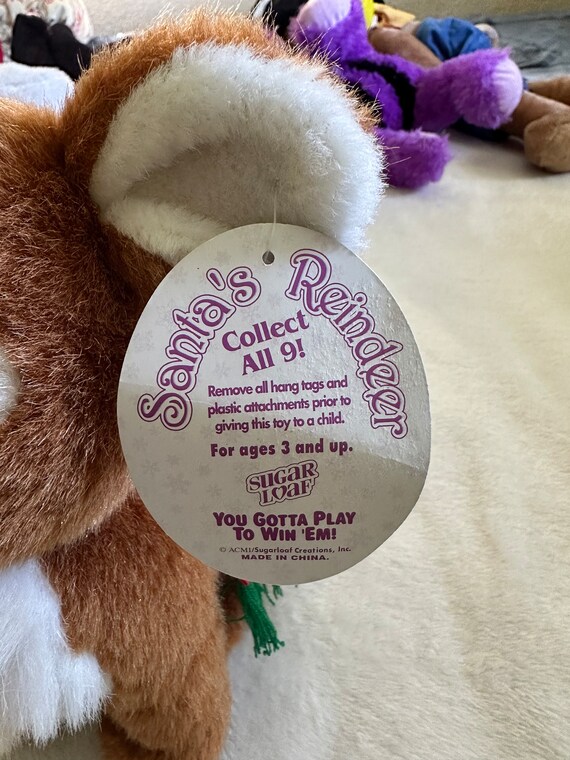 Santa's Reindeer
Collect
All 9!
Remove all hang tags and
plastic attachments prior to
giving this toy to a child.
For ages 3 and up.
SUGAR
LOAF
YOU GOTTA PLAY
TO WIN 'EM!
© ACMI/Sugarloaf Creations, Inc.
MADE IN CHINA.